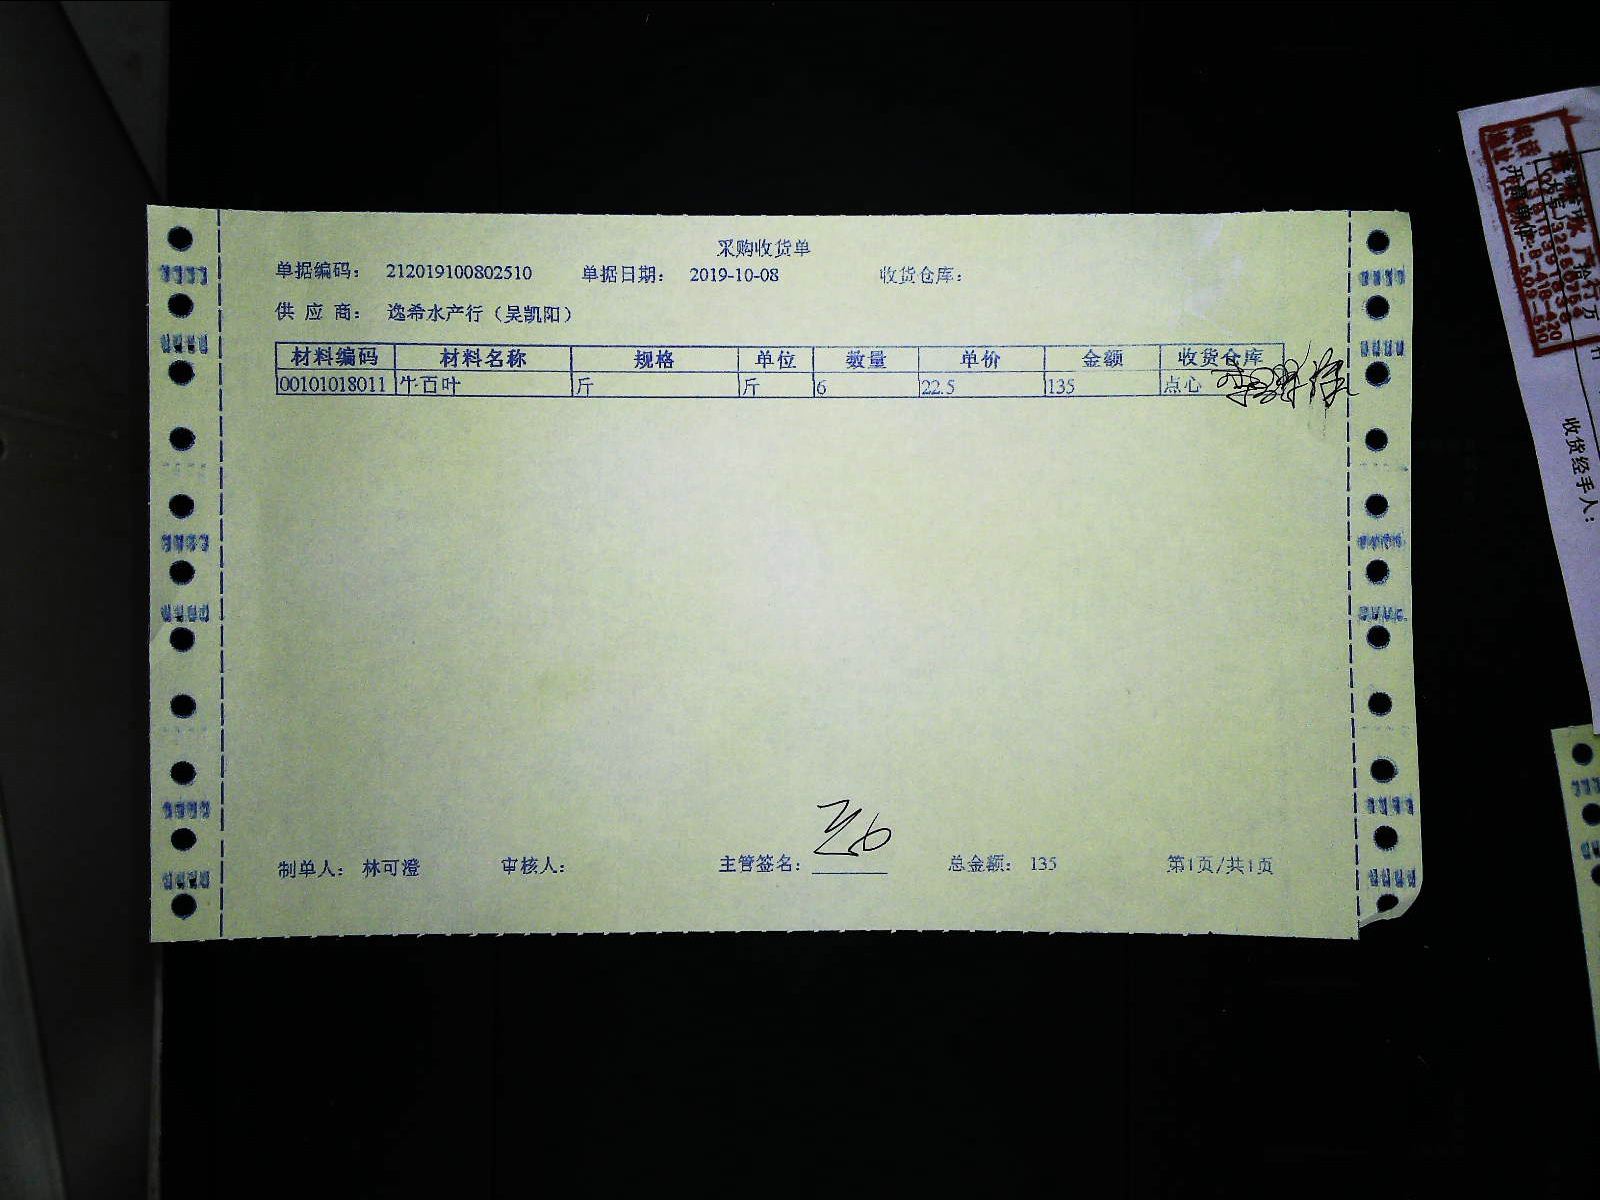 采购收货单
单据编码： 212019100802510 单据日期： 2019-10-08 收货仓库：
供 应 商： 逸希水产行（吴凯阳）
材料编码 材料名称 规格 单位 数量 单价 金额 收货仓库
00101018011 牛百叶 斤 斤 6 22.5 135 点心
制单人： 林可澄 审核人： 主管签名： 总金额： 135 第1页/共1页
收货经手人：